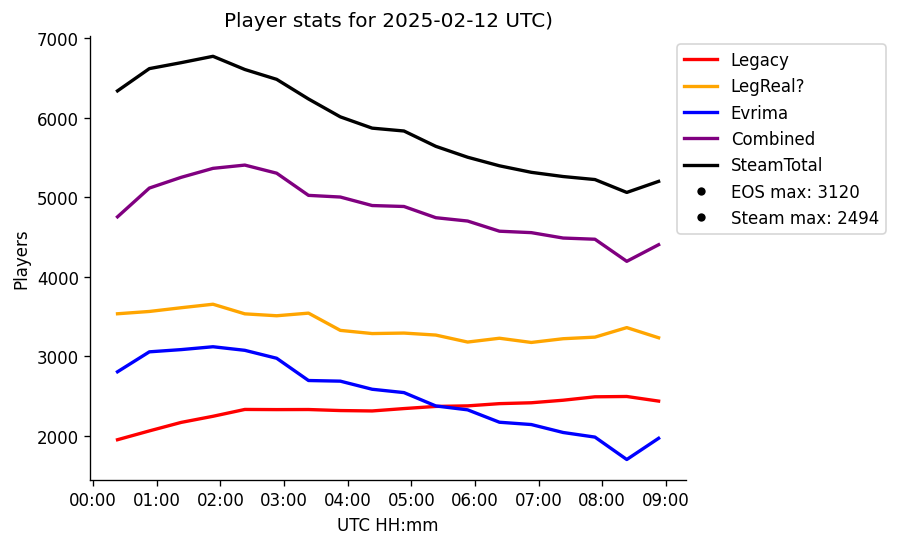 Player stats for 2025-02-12 UTC)
7000
6000
5000
4000
3000
2000
Players
00:00 01:00 02:00 03:00 04:00 05:00 06:00 07:00 08:00 09:00
UTC HH:mm
Legacy
LegReal?
Evrima
Combined
SteamTotal
EOS max: 3120
Steam max: 2494